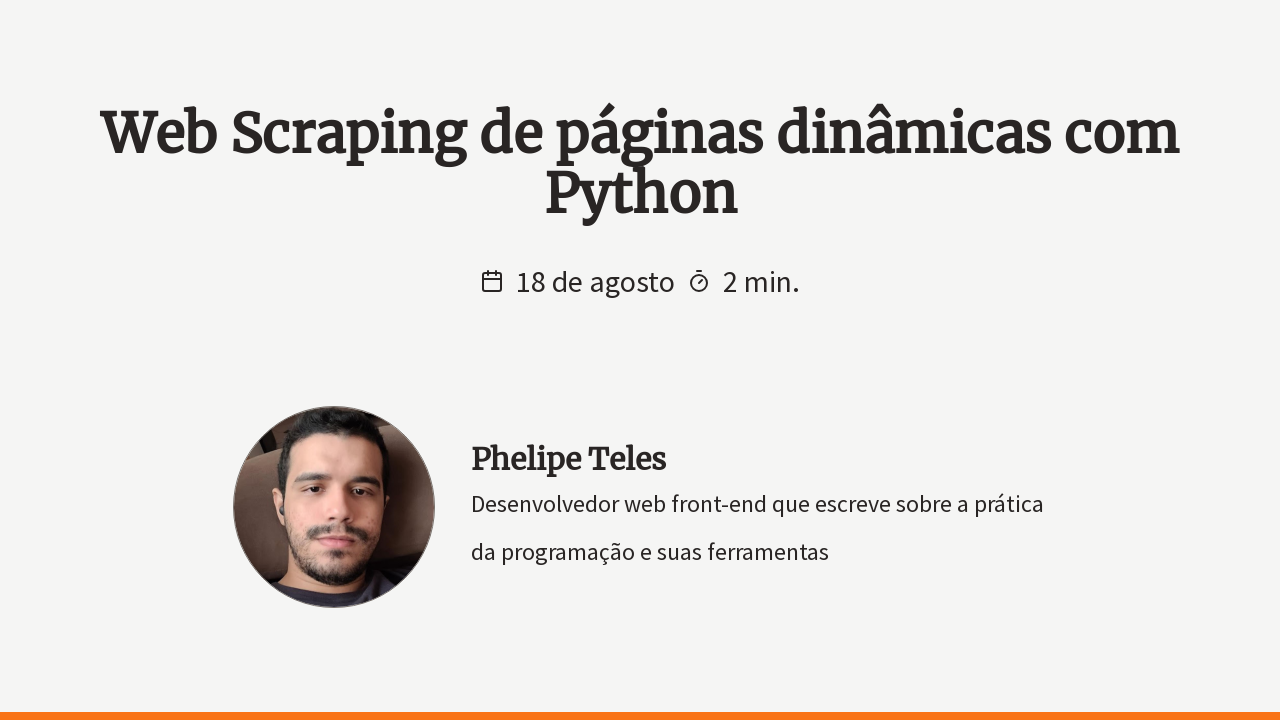 Web Scraping de páginas dinâmicas com
Python
18 de agosto 2 min.
Phelipe Teles
Desenvolvedor web front-end que escreve sobre a prática
da programação e suas ferramentas